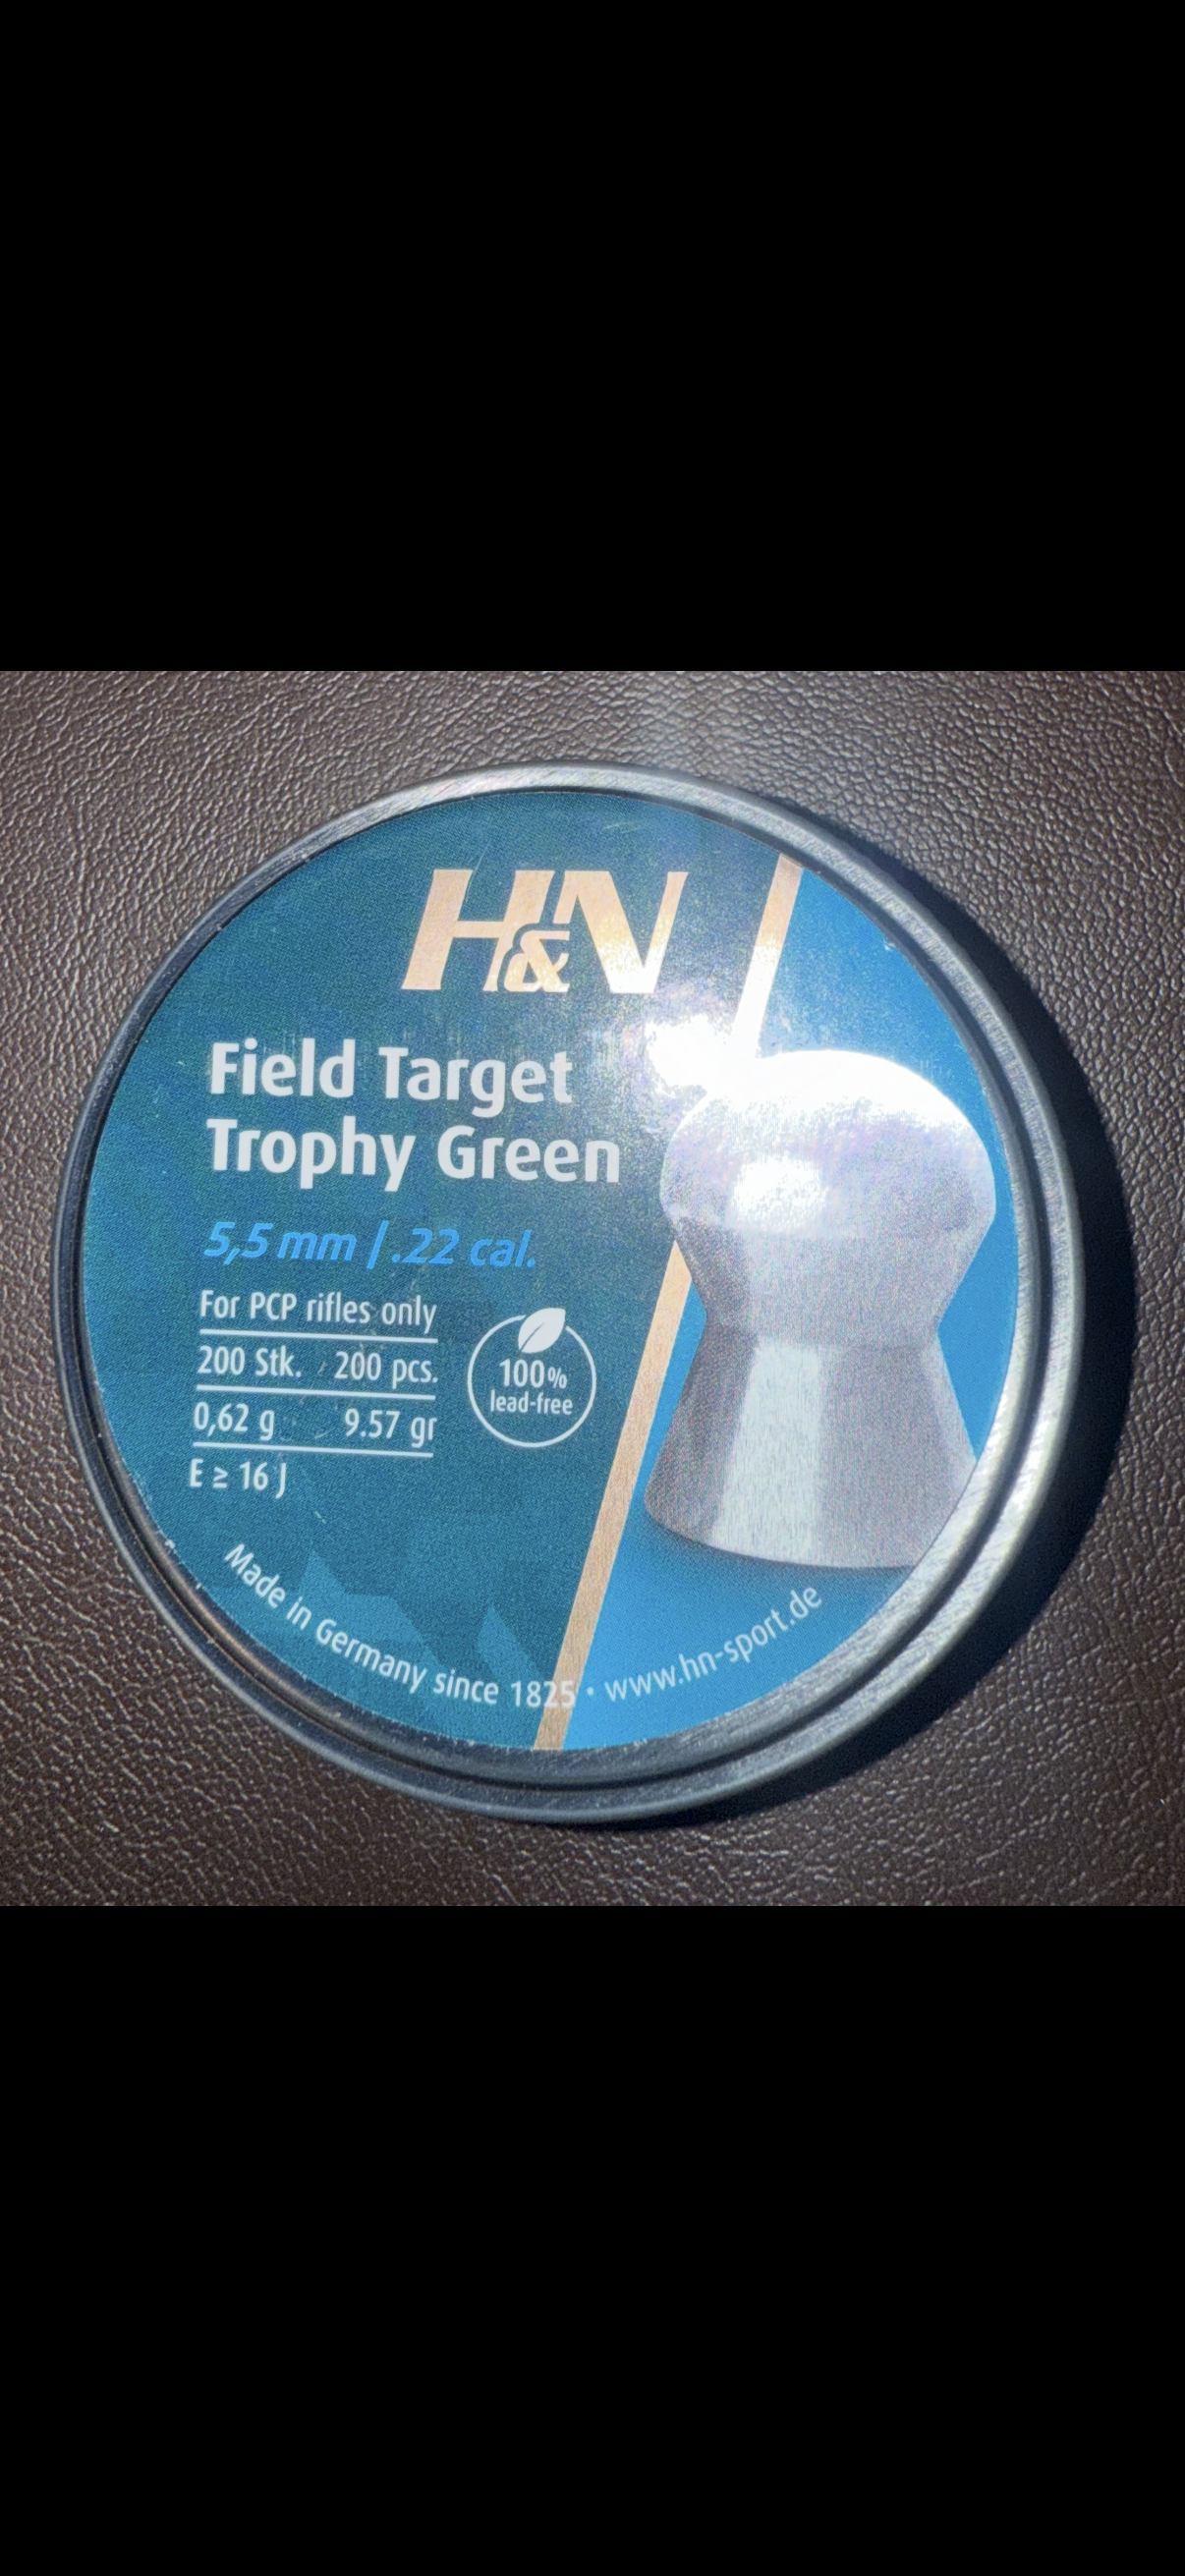 H&N
Field Target
Trophy Green
5,5 mm / .22 cal.
For PCP rifles only
200 Stk. 200 pcs.
0,62 g 9.57 gr
E ≥ 16 J
100%
lead-free
Made in Germany since 1825 • www.hn-sport.de